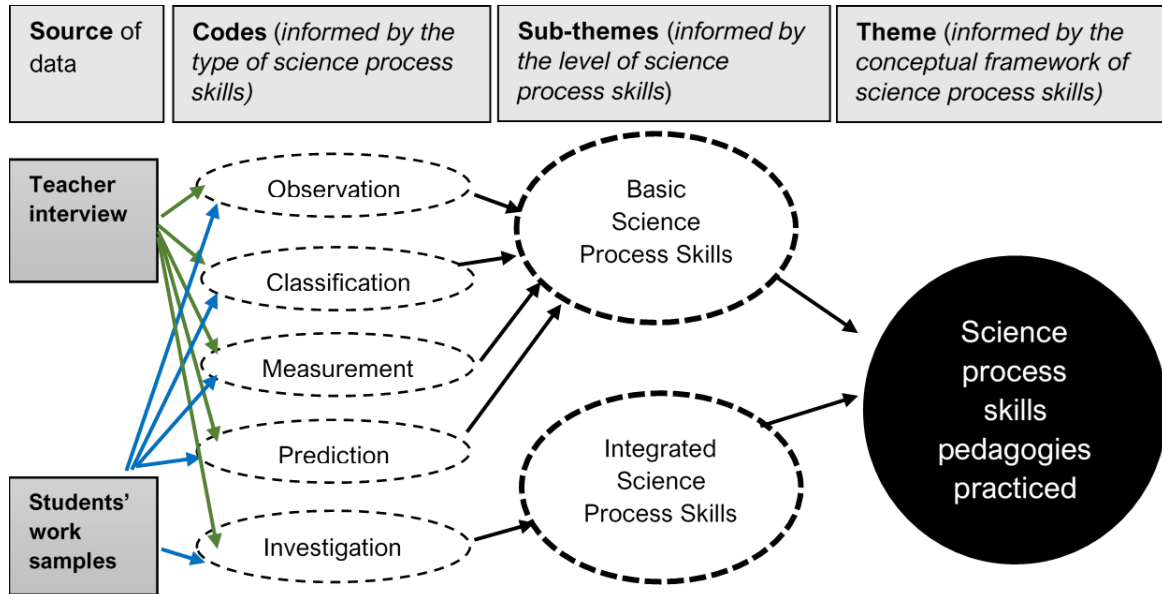 Source of
data
Codes (informed by the
type of science process
skills)
Sub-themes (informed by
the level of science
process skills)
Theme (informed by the
conceptual framework of
science process skills)
Teacher
interview
Students’
work
samples
Observation
Classification
Measurement
Prediction
Investigation
Basic
Science
Process Skills
Integrated
Science
Process Skills
Science
process
skills
pedagogies
practiced